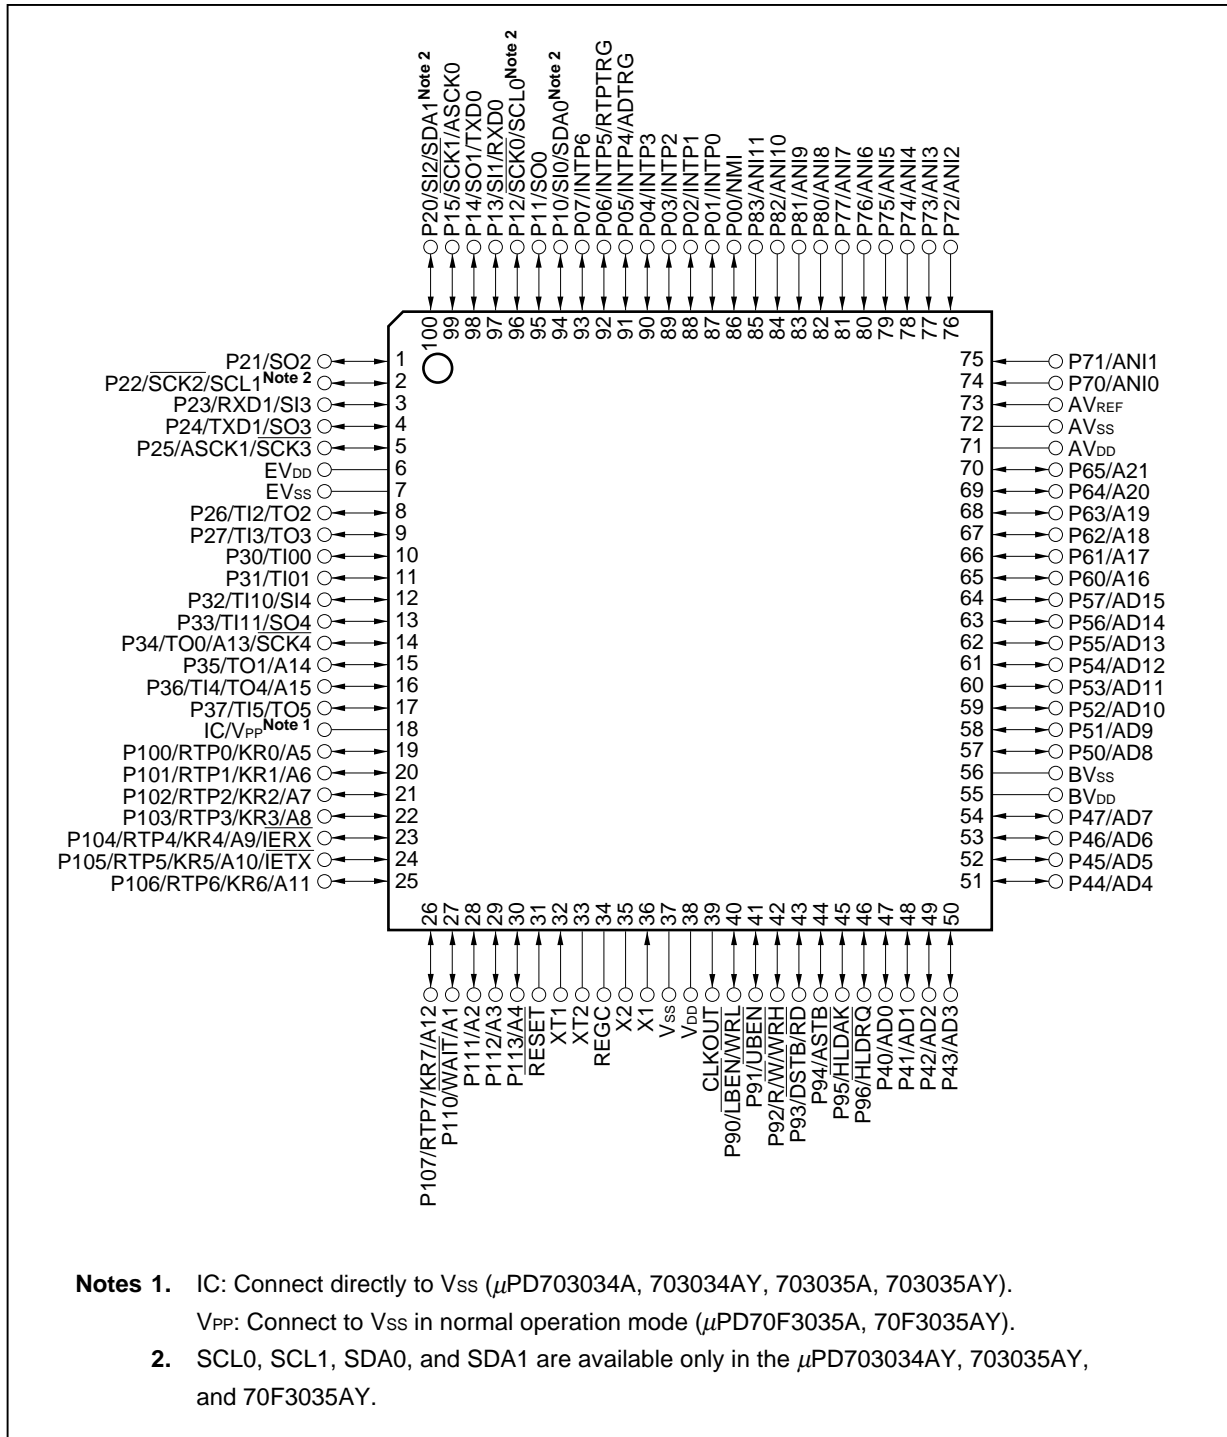 P20/SI2/SDA1Note 2
P15/SCK1/ASCK0
P14/SO1/TXD0
P13/SI1/RXD0
P12/SCK0/SCL0Note 2
P11/SO0
P10/SI0/SDA0Note 2
P07/INTP6
P06/INTP5/RTPTRG
P05/INTP4/ADTRG
P04/INTP3
P03/INTP2
P02/INTP1
P01/INTP0
P00/NMI
P83/ANI11
P82/ANI10
P81/ANI9
P80/ANI8
P77/ANI7
P76/ANI6
P75/ANI5
P74/ANI4
P73/ANI3
P72/ANI2
100 99 98 97 96 95 94 93 92 91 90 89 88 87 86 85 84 83 82 81 80 79 78 77 76
P21/SO2 1 75 P71/ANI1
P22/SCK2/SCL1Note 2 2 74 P70/ANI0
P23/RXD1/SI3 3 73 AVREF
P24/TXD1/SO3 4 72 AVSS
P25/ASCK1/SCK3 5 71 AVDD
EVDD 6 70 P65/A21
EVSS 7 69 P64/A20
P26/TI2/TO2 8 68 P63/A19
P27/TI3/TO3 9 67 P62/A18
P30/TI00 10 66 P61/A17
P31/TI01 11 65 P60/A16
P32/TI10/SI4 12 64 P57/AD15
P33/TI11/SO4 13 63 P56/AD14
P34/TO0/A13/SCK4 14 62 P55/AD13
P35/TO1/A14 15 61 P54/AD12
P36/TI4/TO4/A15 16 60 P53/AD11
P37/TI5/TO5 17 59 P52/AD10
IC/VPPNote 1 18 58 P51/AD9
P100/RTP0/KR0/A5 19 57 P50/AD8
P101/RTP1/KR1/A6 20 56 BVSS
P102/RTP2/KR2/A7 21 55 BVDD
P103/RTP3/KR3/A8 22 54 P47/AD7
P104/RTP4/KR4/A9/IERX 23 53 P46/AD6
P105/RTP5/KR5/A10/IETX 24 52 P45/AD5
P106/RTP6/KR6/A11 25 51 P44/AD4
26 27 28 29 30 31 32 33 34 35 36 37 38 39 40 41 42 43 44 45 46 47 48 49 50
P107/RTP7/KR7/A12
P110/WAIT/A1
P111/A2
P112/A3
P113/A4
RESET
XT1
XT2
REGC
X2
X1
VSS
VDD
CLKOUT
P90/LBEN/WRL
P91/UBEN
P92/R/W/WRH
P93/DSTB/RD
P94/ASTB
P95/HLDAK
P96/HLDRQ
P40/AD0
P41/AD1
P42/AD2
P43/AD3
Notes 1. IC: Connect directly to VSS (μPD703034A, 703034AY, 703035A, 703035AY).
VPP: Connect to VSS in normal operation mode (μPD70F3035A, 70F3035AY).
2. SCL0, SCL1, SDA0, and SDA1 are available only in the μPD703034AY, 703035AY,
and 70F3035AY.